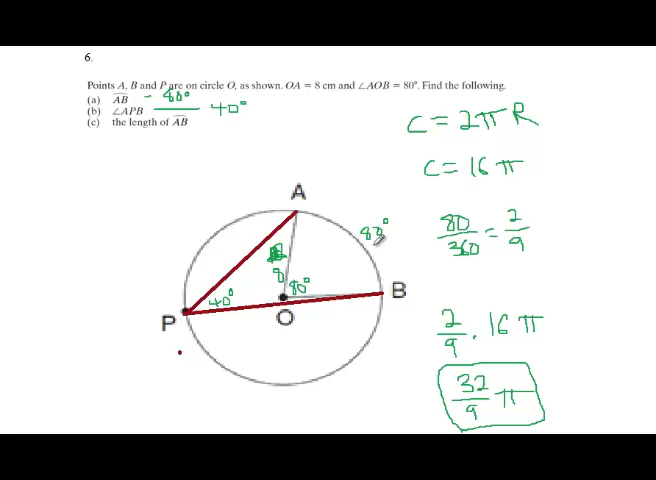 6.
Points A, B and P are on circle O, as shown. OA = 8 cm and ∠AOB = 80°. Find the following.
(a) AB - 80°
(b) ∠APB 40°
(c) the length of AB
C = 2πR
C = 16π
80/360 = 2/9
2/9 · 16π
32/9 π
A
80°
8
80°
40°
B
P
O